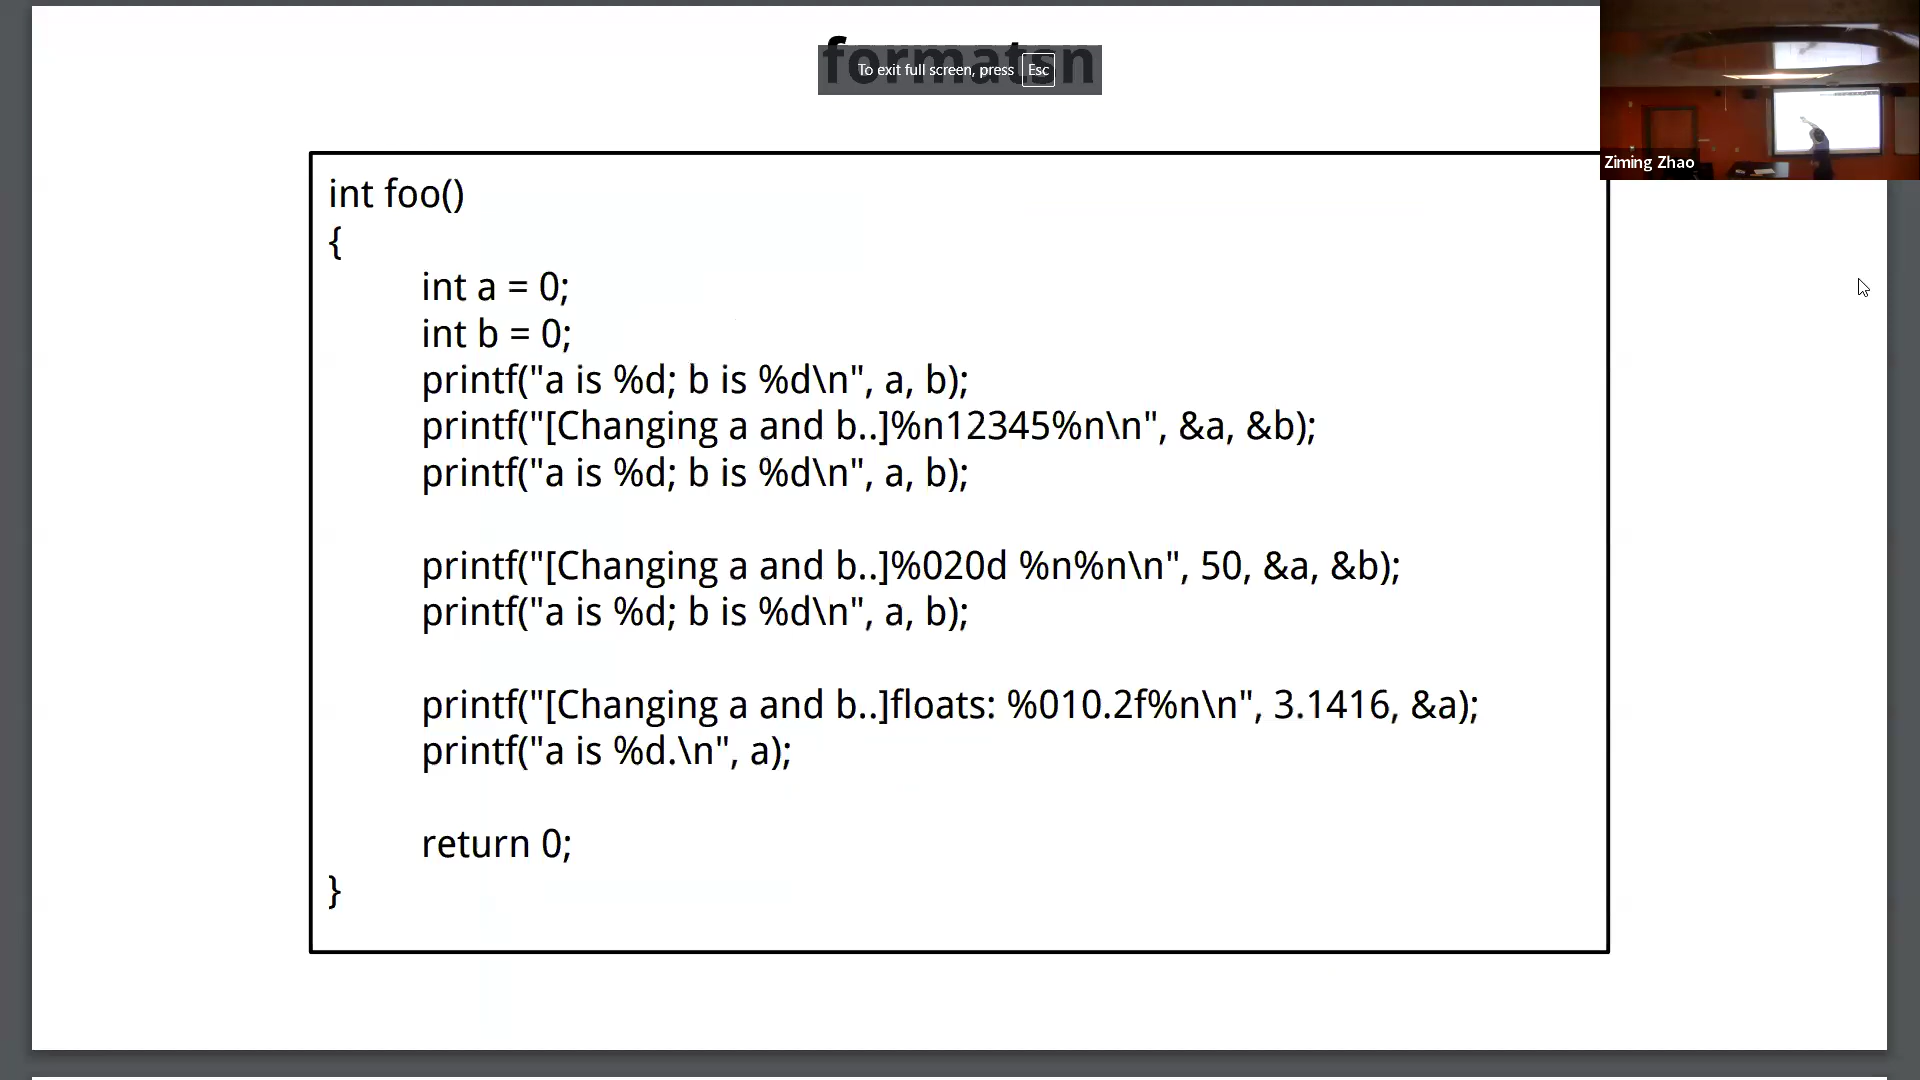 formatsn
To exit full screen, press Esc
Ziming Zhao
int foo()
{
int a = 0;
int b = 0;
printf("a is %d; b is %d\n", a, b);
printf("[Changing a and b..]%n12345%n\n", &a, &b);
printf("a is %d; b is %d\n", a, b);
printf("[Changing a and b..]%020d %n%n\n", 50, &a, &b);
printf("a is %d; b is %d\n", a, b);
printf("[Changing a and b..]floats: %010.2f%n\n", 3.1416, &a);
printf("a is %d.\n", a);
return 0;
}